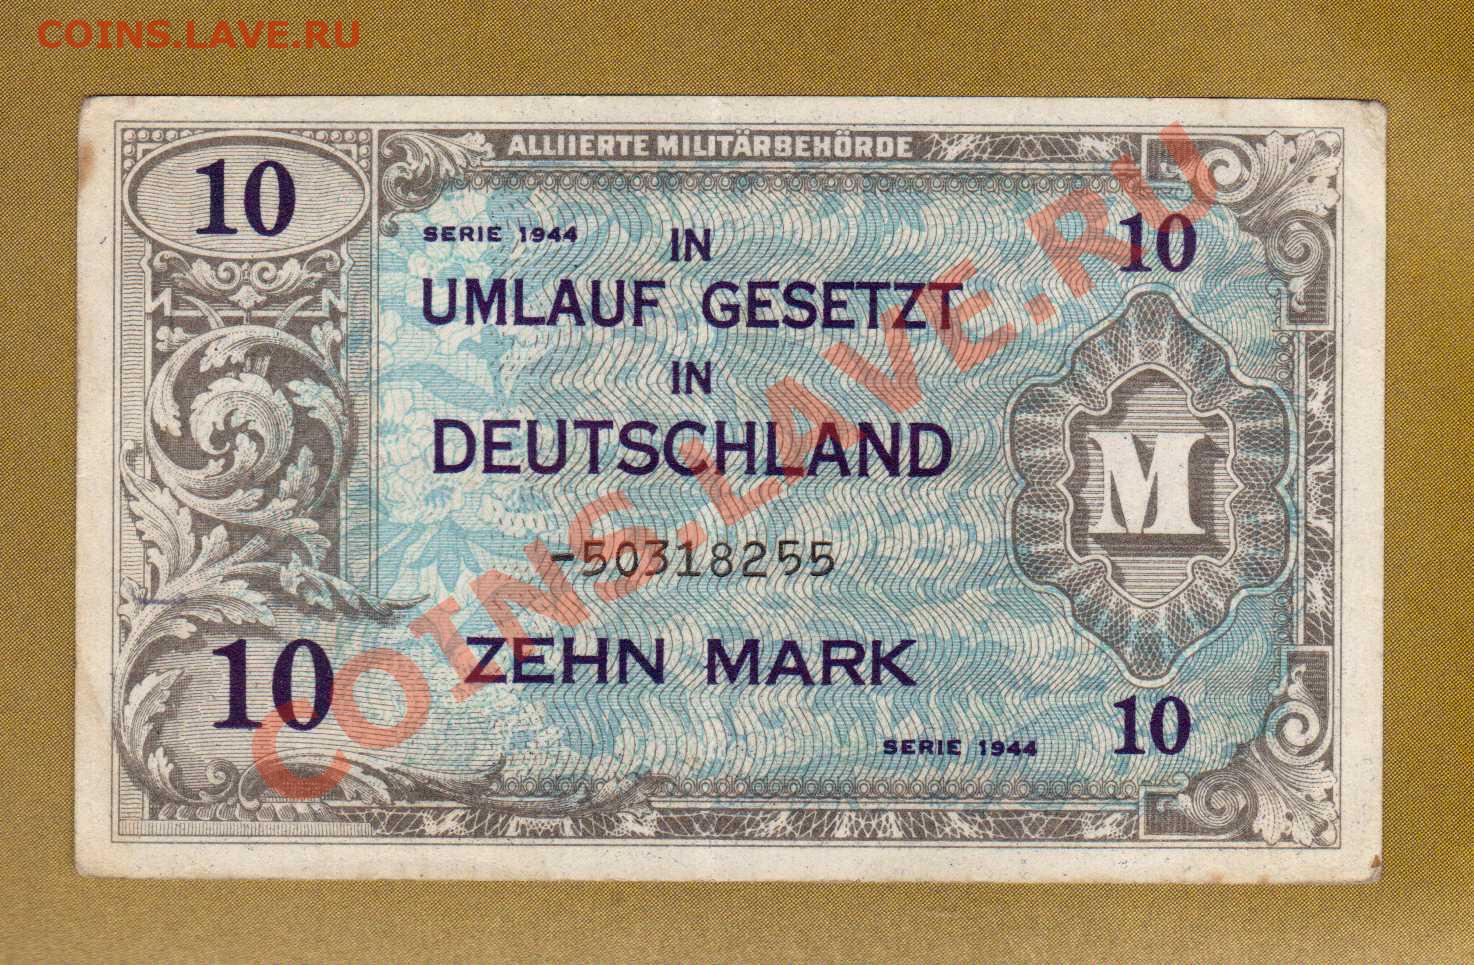 COINS.LAVE.RU
ALLIIERTE MILITÄRBEHÖRDE
10
SERIE 1944
IN
10
UMLAUF GESETZT
IN
DEUTSCHLAND
M
-50318255
10
ZEHN MARK
10
SERIE 1944
COINS.LAVE.RU